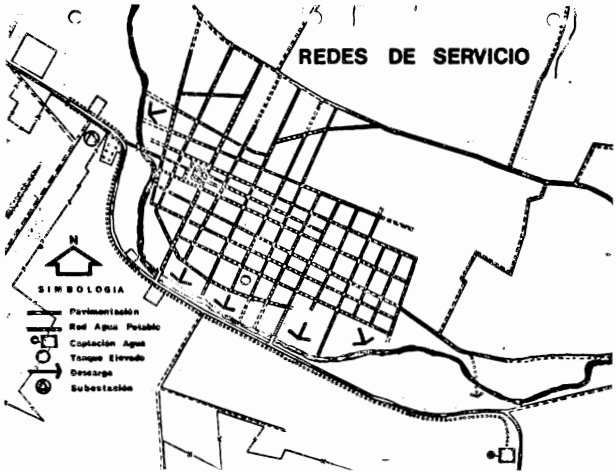 REDES DE SERVICIO
N
SIMBOLOGIA
Pavimentación
Red Agua Potable
Captación Agua
Tanque Elevado
Descarga
Subestación